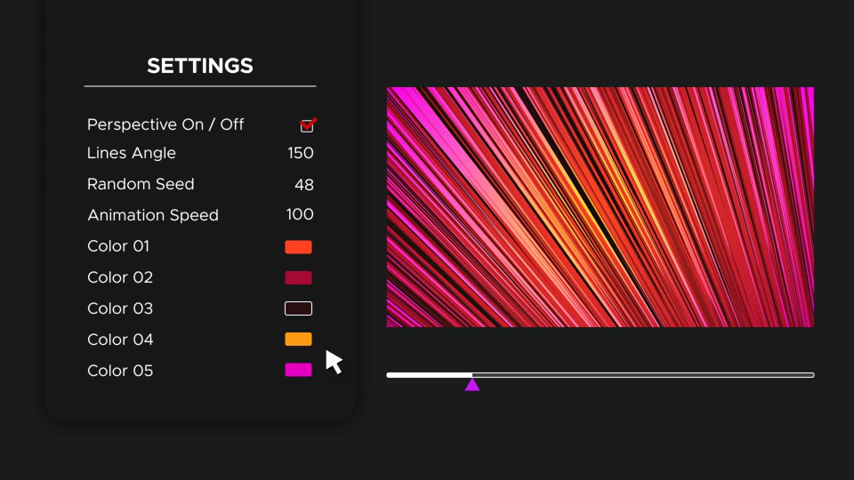 SETTINGS
Perspective On / Off
Lines Angle 150
Random Seed 48
Animation Speed 100
Color 01
Color 02
Color 03
Color 04
Color 05